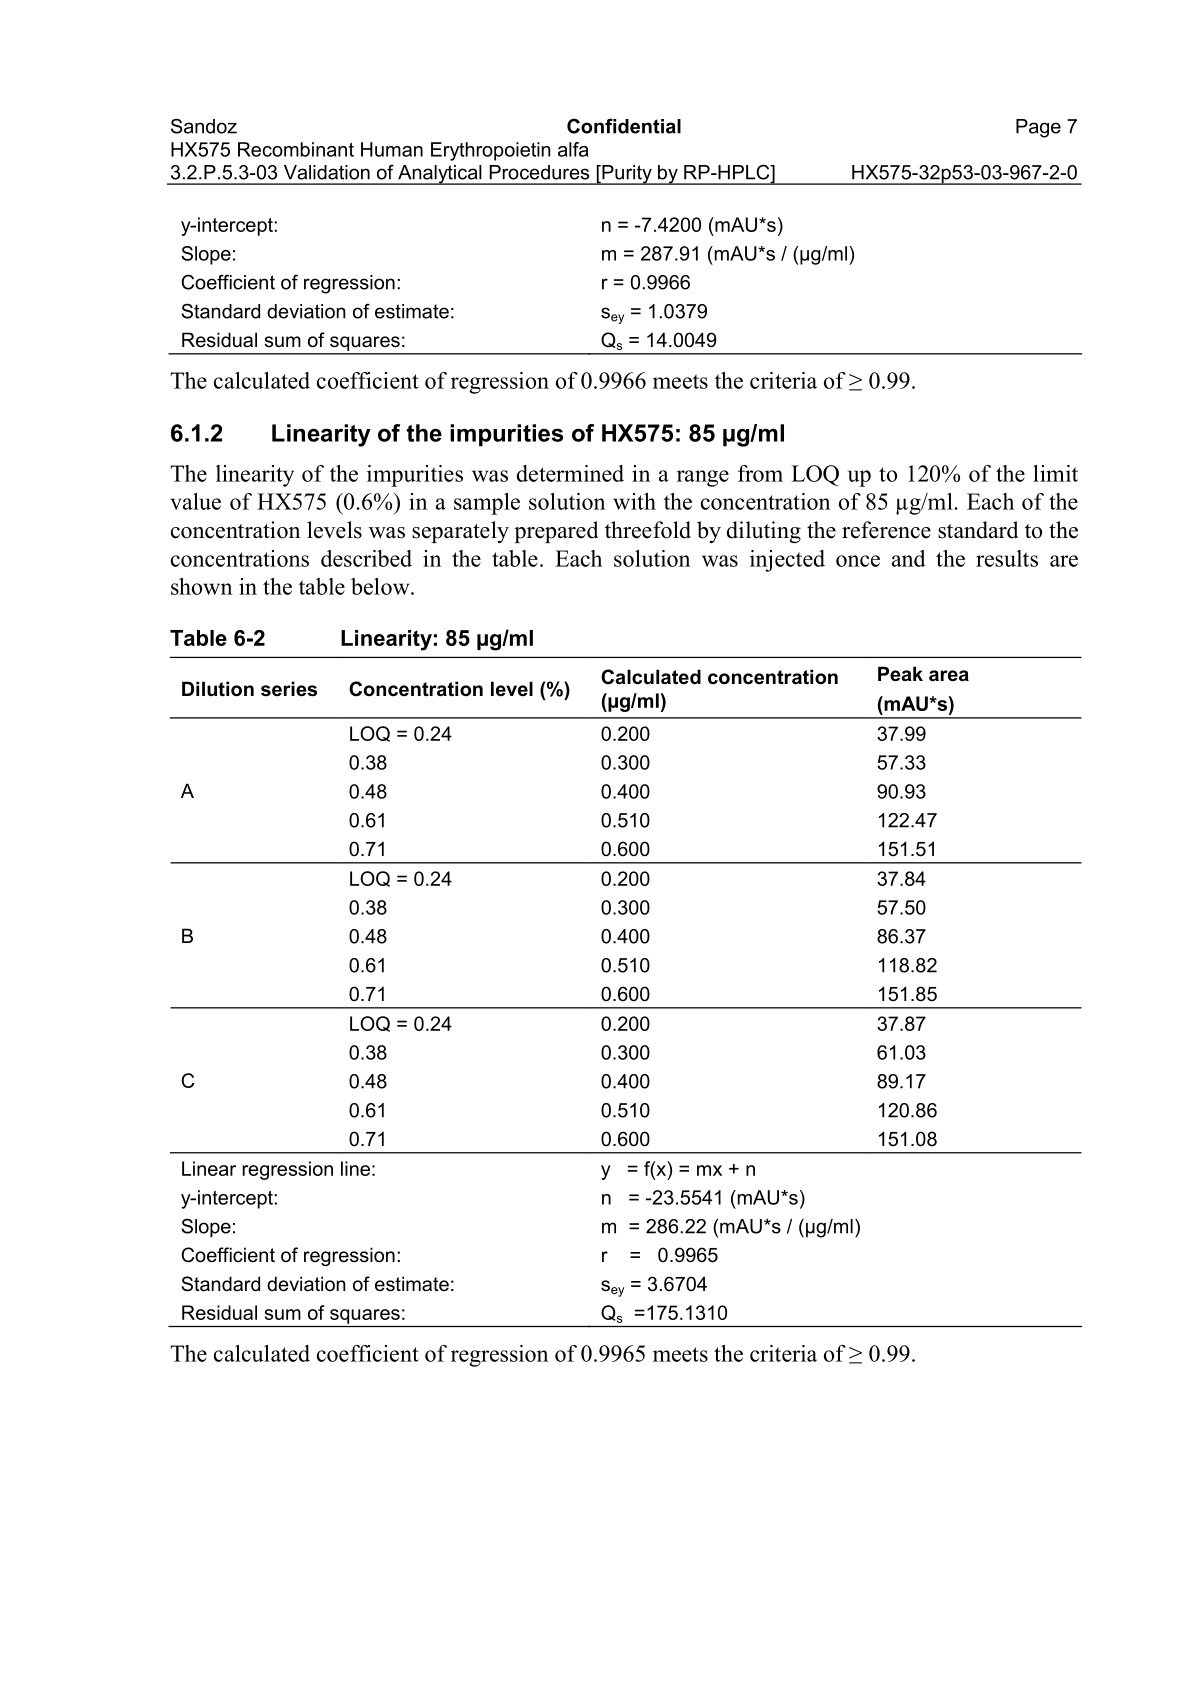 Sandoz Confidential Page 7
HX575 Recombinant Human Erythropoietin alfa
3.2.P.5.3-03 Validation of Analytical Procedures [Purity by RP-HPLC] HX575-32p53-03-967-2-0
y-intercept: n = -7.4200 (mAU*s)
Slope: m = 287.91 (mAU*s / (µg/ml)
Coefficient of regression: r = 0.9966
Standard deviation of estimate: sey = 1.0379
Residual sum of squares: Qs = 14.0049
The calculated coefficient of regression of 0.9966 meets the criteria of ≥ 0.99.
6.1.2 Linearity of the impurities of HX575: 85 µg/ml
The linearity of the impurities was determined in a range from LOQ up to 120% of the limit
value of HX575 (0.6%) in a sample solution with the concentration of 85 µg/ml. Each of the
concentration levels was separately prepared threefold by diluting the reference standard to the
concentrations described in the table. Each solution was injected once and the results are
shown in the table below.
Table 6-2 Linearity: 85 µg/ml
Dilution series Concentration level (%) Calculated concentration (µg/ml) Peak area (mAU*s)
LOQ = 0.24 0.200 37.99
0.38 0.300 57.33
A 0.48 0.400 90.93
0.61 0.510 122.47
0.71 0.600 151.51
LOQ = 0.24 0.200 37.84
0.38 0.300 57.50
B 0.48 0.400 86.37
0.61 0.510 118.82
0.71 0.600 151.85
LOQ = 0.24 0.200 37.87
0.38 0.300 61.03
C 0.48 0.400 89.17
0.61 0.510 120.86
0.71 0.600 151.08
Linear regression line: y = f(x) = mx + n
y-intercept: n = -23.5541 (mAU*s)
Slope: m = 286.22 (mAU*s / (µg/ml)
Coefficient of regression: r = 0.9965
Standard deviation of estimate: sey = 3.6704
Residual sum of squares: Qs =175.1310
The calculated coefficient of regression of 0.9965 meets the criteria of ≥ 0.99.